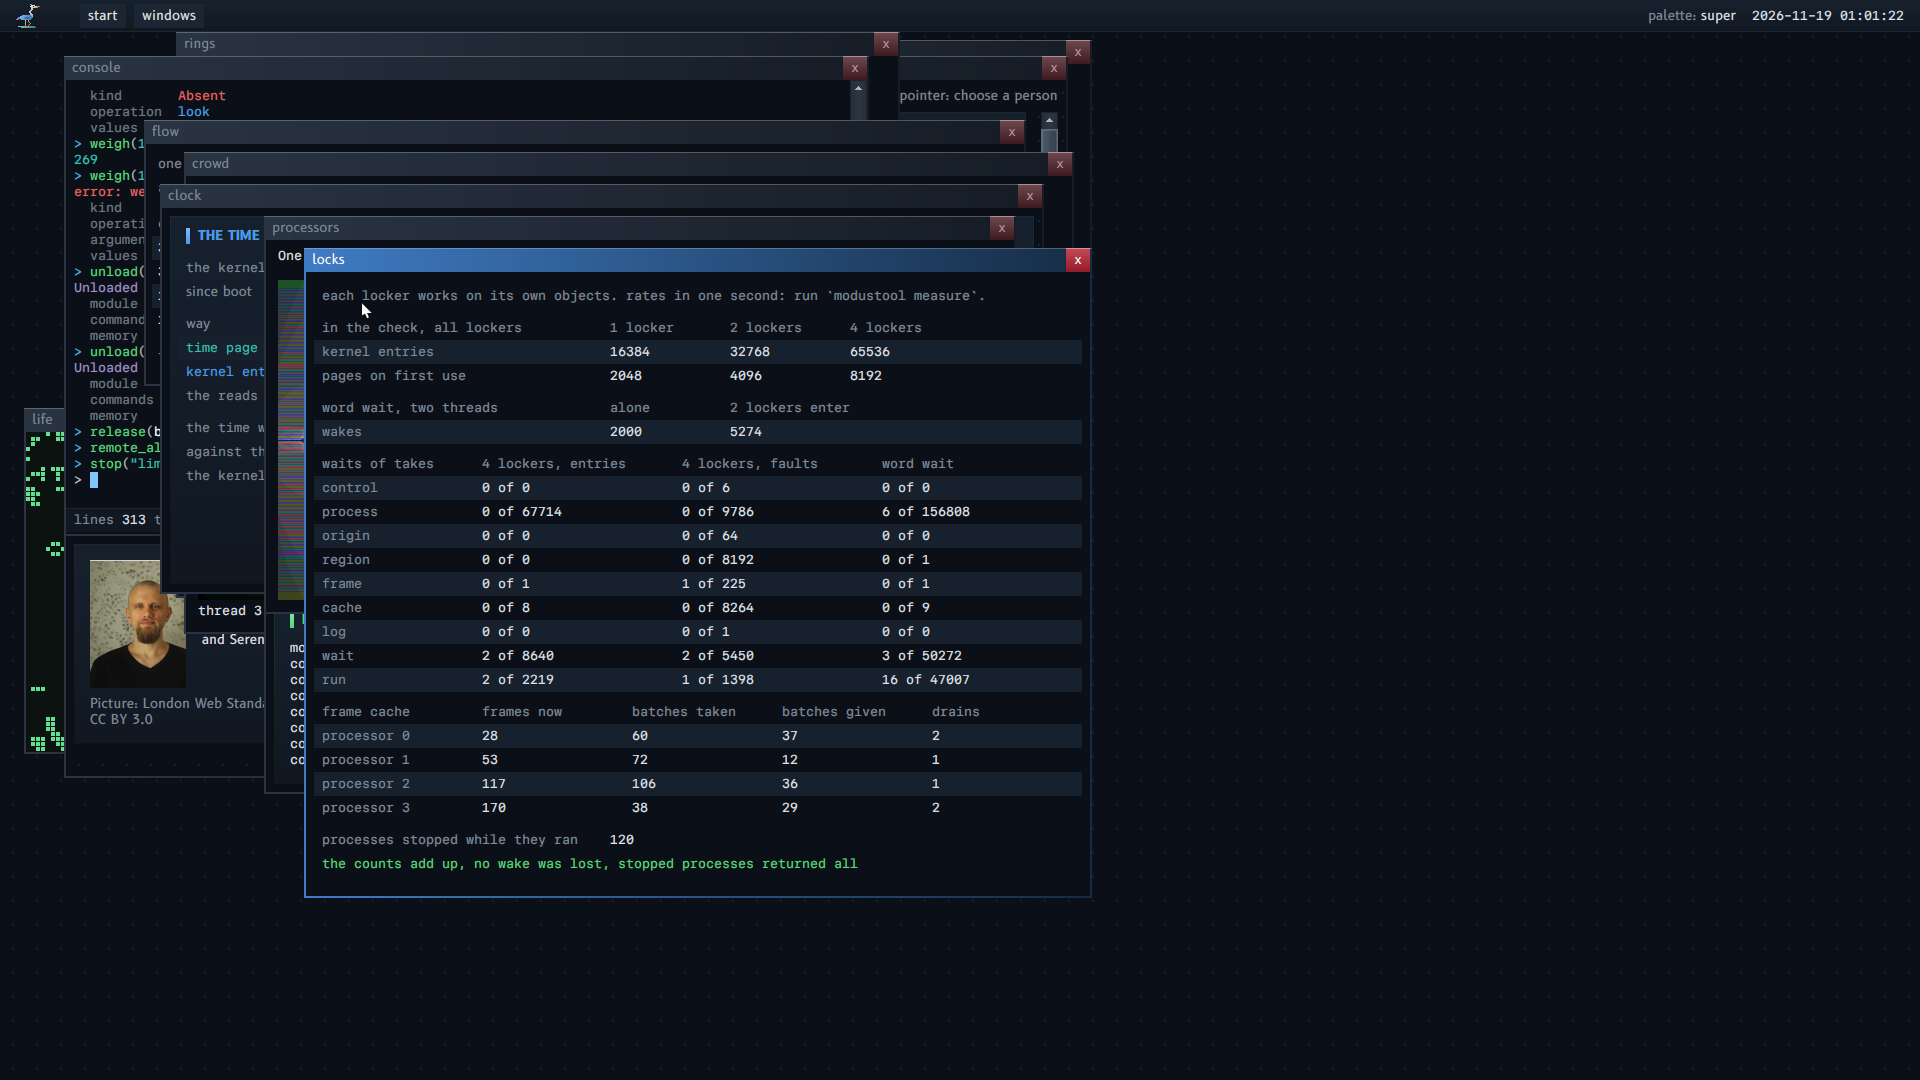 start windows palette: super 2026-11-19 01:01:22
rings x
x
console x
x
kind Absent
operation look
values
pointer: choose a person
flow x
> weigh(1
269
one
crowd x
> weigh(1
error: we
kind
operati
argumen
values
clock x
THE TIME
the kernel
since boot
way
time page
kernel ent
the reads
the time w
against th
the kernel
processors x
One
> unload(
Unloaded
module
command
memory
> unload(
Unloaded
module
commands
memory
> release(b
> remote_al
> stop("lim
>
lines 313 t
life
thread 3
and Seren
Picture: London Web Standa
CC BY 3.0
mo
co
co
co
co
co
co
co
locks x
each locker works on its own objects. rates in one second: run `modustool measure`.
in the check, all lockers 1 locker 2 lockers 4 lockers
kernel entries 16384 32768 65536
pages on first use 2048 4096 8192
word wait, two threads alone 2 lockers enter
wakes 2000 5274
waits of takes 4 lockers, entries 4 lockers, faults word wait
control 0 of 0 0 of 6 0 of 0
process 0 of 67714 0 of 9786 6 of 156808
origin 0 of 0 0 of 64 0 of 0
region 0 of 0 0 of 8192 0 of 1
frame 0 of 1 1 of 225 0 of 1
cache 0 of 8 0 of 8264 0 of 9
log 0 of 0 0 of 1 0 of 0
wait 2 of 8640 2 of 5450 3 of 50272
run 2 of 2219 1 of 1398 16 of 47007
frame cache frames now batches taken batches given drains
processor 0 28 60 37 2
processor 1 53 72 12 1
processor 2 117 106 36 1
processor 3 170 38 29 2
processes stopped while they ran 120
the counts add up, no wake was lost, stopped processes returned all